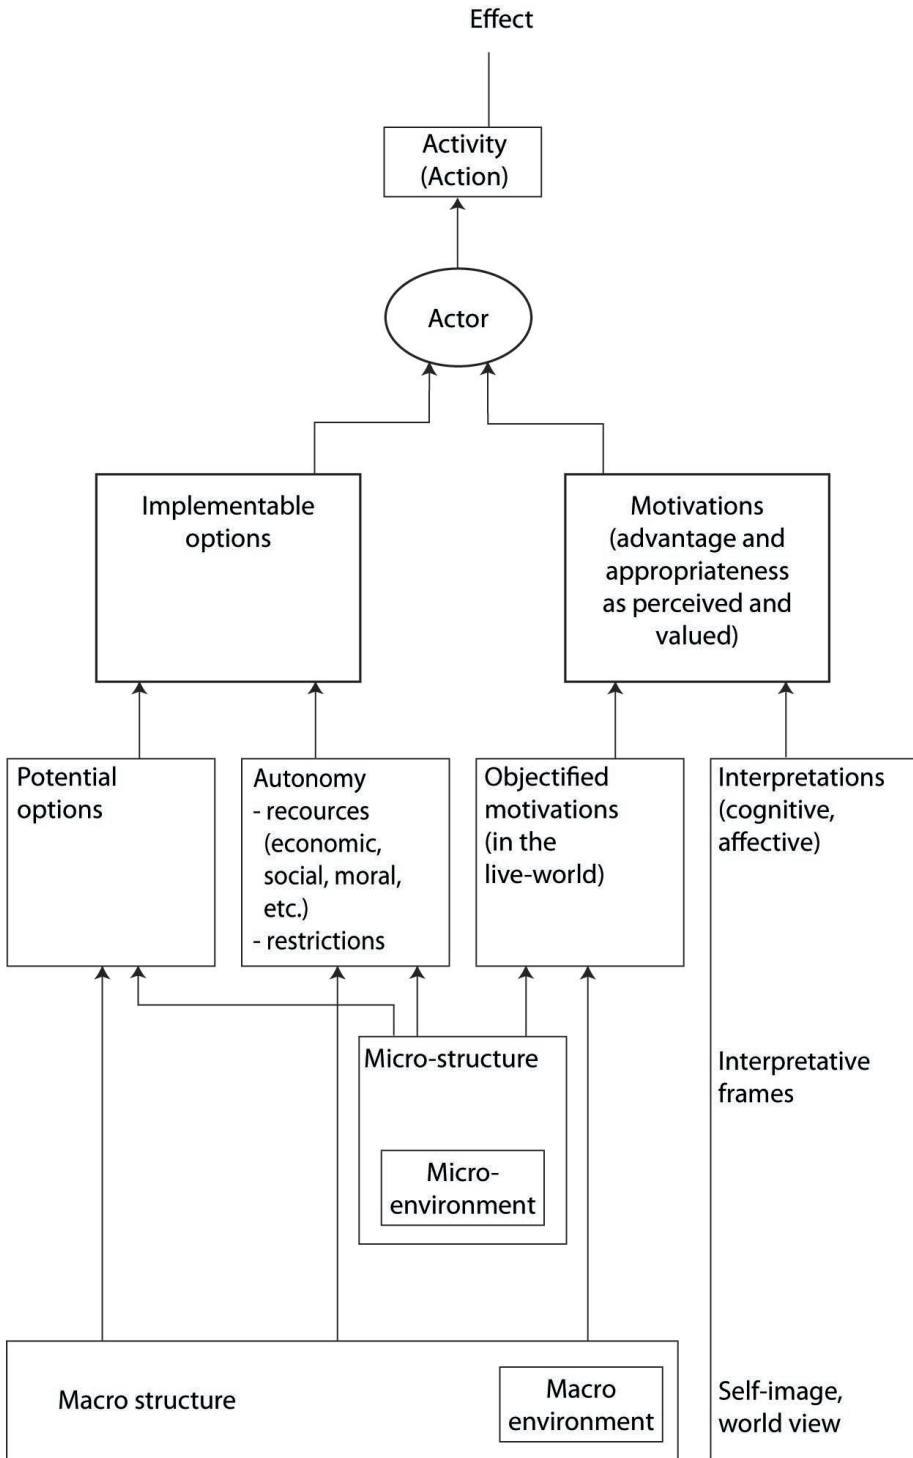 Effect
Activity
(Action)
Actor
Implementable
options
Motivations
(advantage and
appropriateness
as perceived and
valued)
Potential
options
Autonomy
- recources
(economic,
social, moral,
etc.)
- restrictions
Objectified
motivations
(in the
live-world)
Interpretations
(cognitive,
affective)
Micro-structure
Micro-
environment
Interpretative
frames
Macro structure
Macro
environment
Self-image,
world view